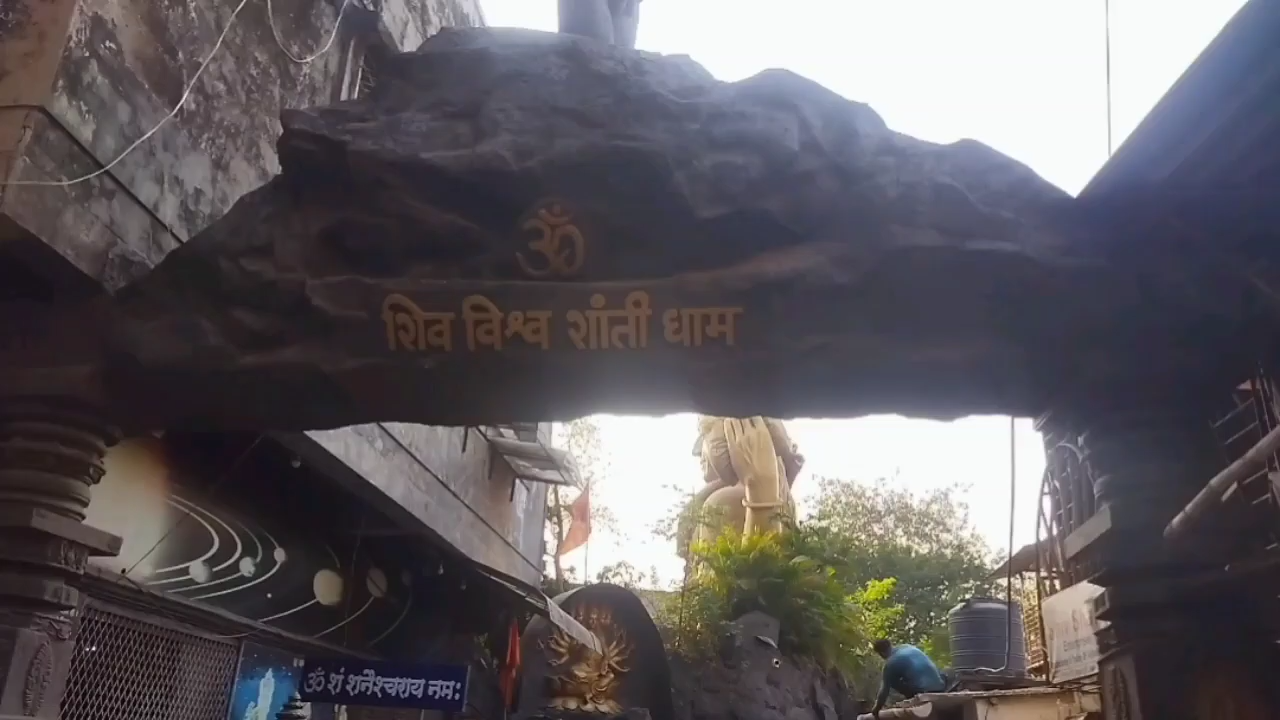 ॐ
शिव विश्व शांती धाम
ॐ शं शनैश्चराय नमः